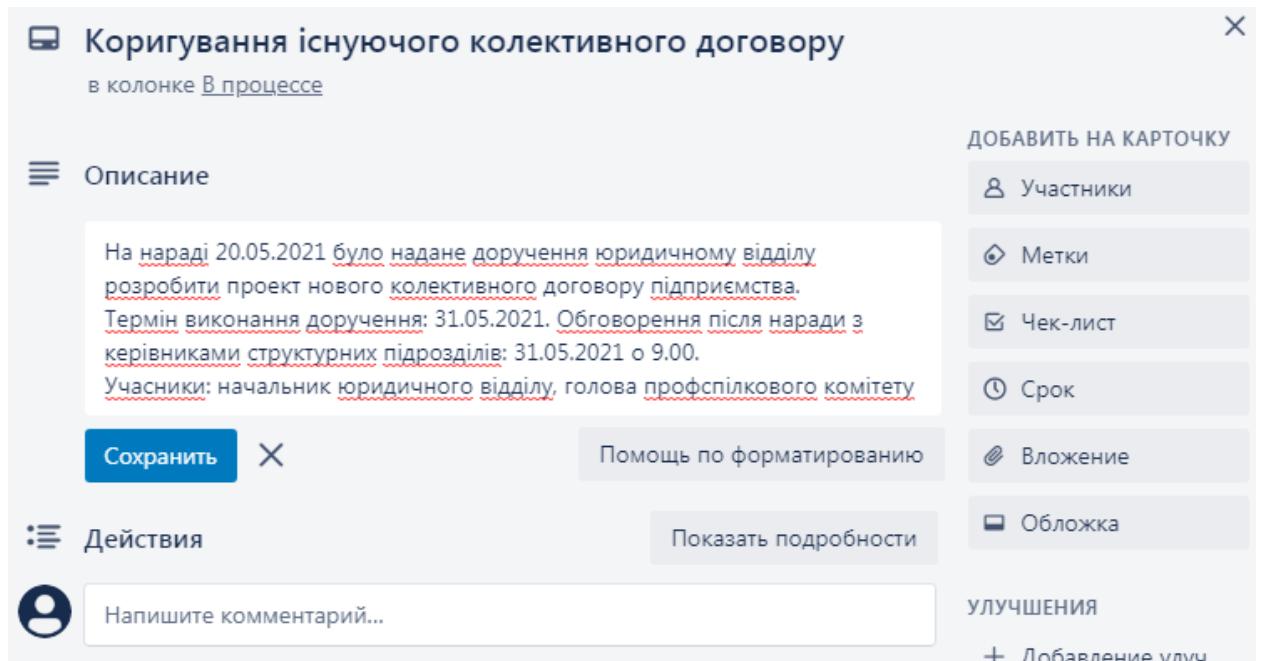 Коригування існуючого колективного договору
в колонке В процессе
Описание
На нараді 20.05.2021 було надане доручення юридичному відділу
розробити проект нового колективного договору підприємства.
Термін виконання доручення: 31.05.2021. Обговорення після наради з
керівниками структурних підрозділів: 31.05.2021 о 9.00.
Учасники: начальник юридичного відділу, голова профспілкового комітету
Сохранить
Помощь по форматированию
Действия
Показать подробности
Напишите комментарий...
ДОБАВИТЬ НА КАРТОЧКУ
Участники
Метки
Чек-лист
Срок
Вложение
Обложка
УЛУЧШЕНИЯ
Добавление улуч